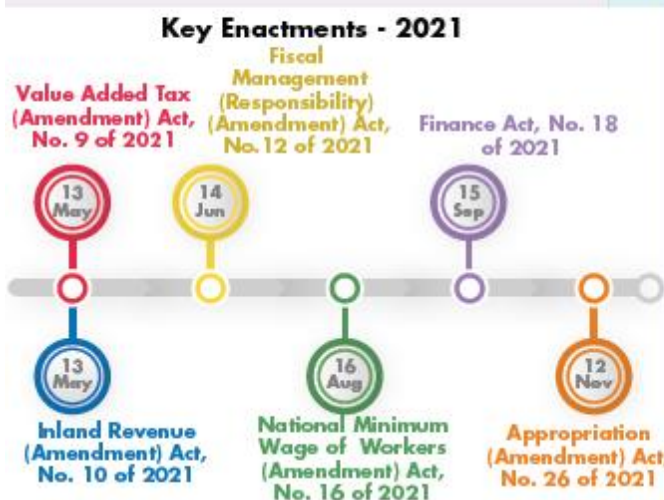 Key Enactments - 2021
Value Added Tax
(Amendment) Act,
No. 9 of 2021
13
May
Fiscal
Management
(Responsibility)
(Amendment) Act,
No.12 of 2021
14
Jun
Finance Act, No. 18
of 2021
15
Sep
13
May
Inland Revenue
(Amendment) Act,
No. 10 of 2021
16
Aug
National Minimum
Wage of Workers
(Amendment) Act,
No. 16 of 2021
12
Nov
Appropriation
(Amendment) Act
No. 26 of 2021